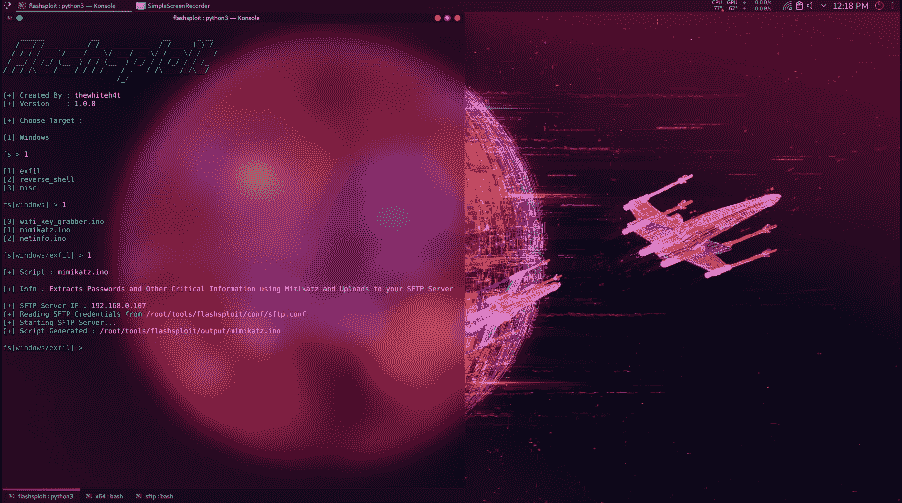 flashsploit : python3 — Konsole
SimpleScreenRecorder
CPU GPU
77° 62°
12:18 PM
flashsploit : python3 — Konsole
[+] Created By : thewhiteh4t
[+] Version : 1.0.0
[+] Choose Target :
[1] Windows
fs > 1
[1] exfil
[2] reverse_shell
[3] misc
fs[windows] > 1
[0] wifi_key_grabber.ino
[1] mimikatz.ino
[2] netinfo.ino
fs[windows/exfil] > 1
[+] Script : mimikatz.ino
[+] Info : Extracts Passwords and Other Critical Information using Mimikatz and Uploads to your SFTP Server
[+] SFTP Server IP : 192.168.0.107
[+] Reading SFTP Credentials from /root/tools/flashsploit/conf/sftp.conf
[+] Starting SFTP Server...
[+] Script Generated : /root/tools/flashsploit/output/mimikatz.ino
fs[windows/exfil] >
flashsploit : python3
x64 : bash
sftp : bash